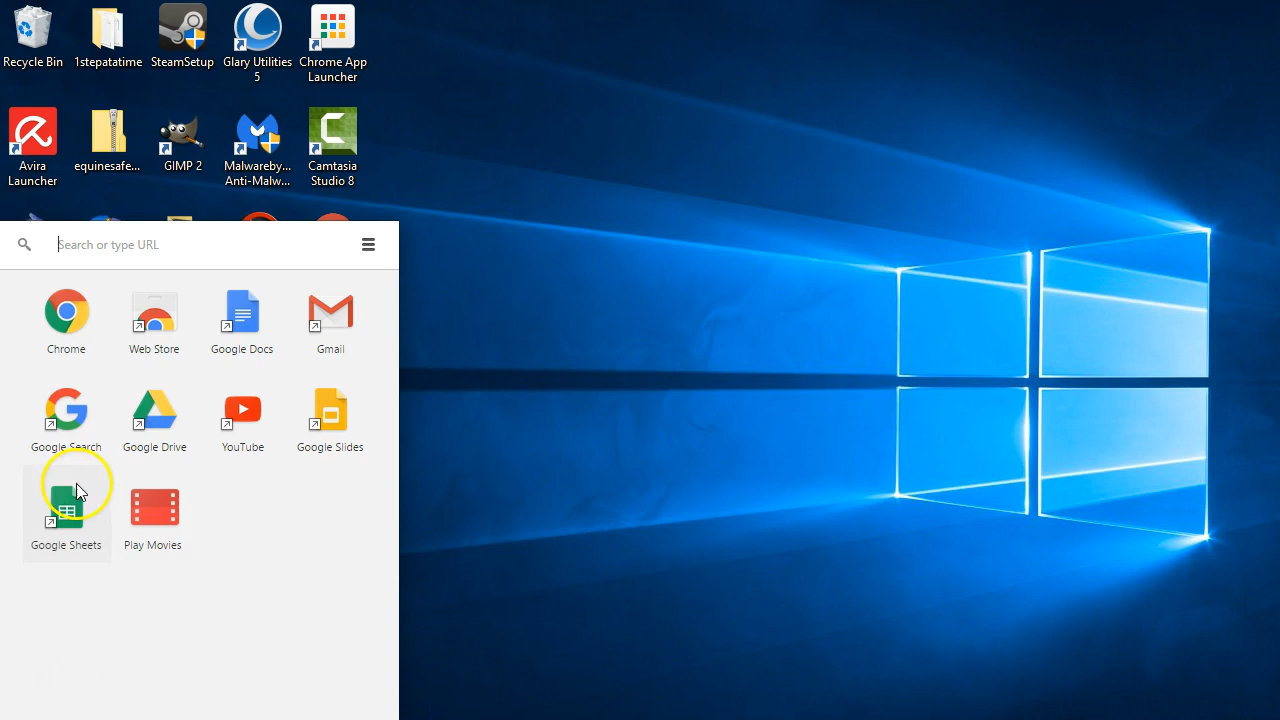 Recycle Bin
1stepatatime
SteamSetup
Glary Utilities
5
Chrome App
Launcher
Avira
Launcher
equinesafe...
GIMP 2
Malwareby...
Anti-Malw...
Camtasia
Studio 8
Search or type URL
Chrome
Web Store
Google Docs
Gmail
Google Search
Google Drive
YouTube
Google Slides
Google Sheets
Play Movies